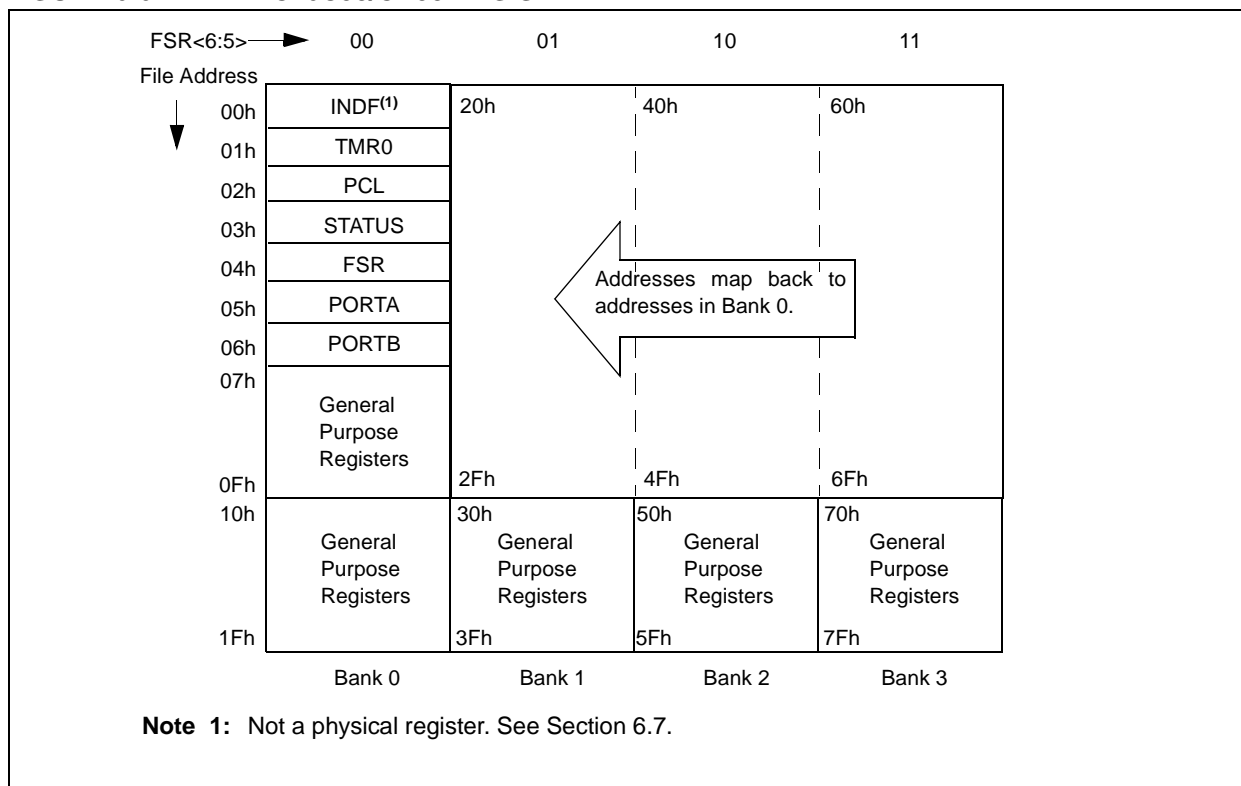 FSR<6:5> 00 01 10 11
File Address
00h INDF(1) 20h 40h 60h
01h TMR0
02h PCL
03h STATUS
04h FSR
05h PORTA
06h PORTB
07h
General
Purpose
Registers
Addresses map back to
addresses in Bank 0.
0Fh 2Fh 4Fh 6Fh
10h 30h 50h 70h
General General General General
Purpose Purpose Purpose Purpose
Registers Registers Registers Registers
1Fh 3Fh 5Fh 7Fh
Bank 0 Bank 1 Bank 2 Bank 3
Note 1: Not a physical register. See Section 6.7.